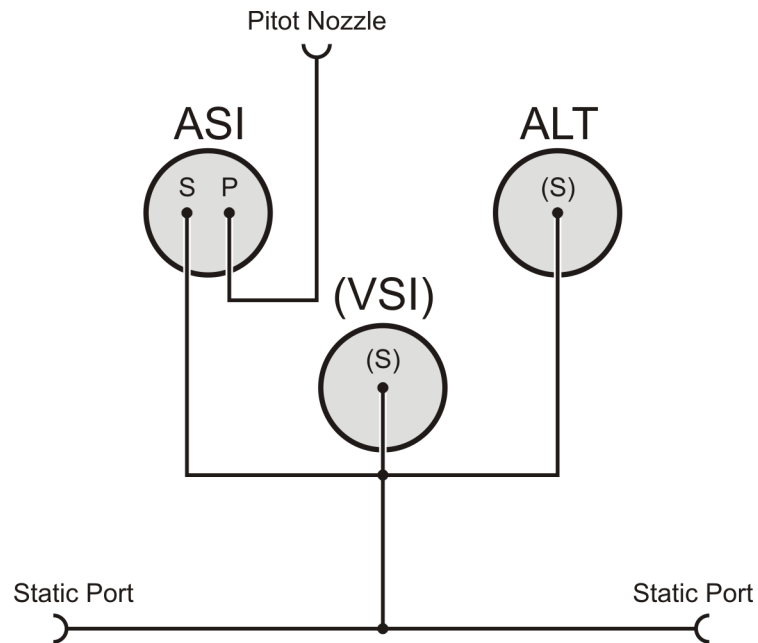 Pitot Nozzle
ASI
ALT
S P
(S)
(VSI)
(S)
Static Port
Static Port